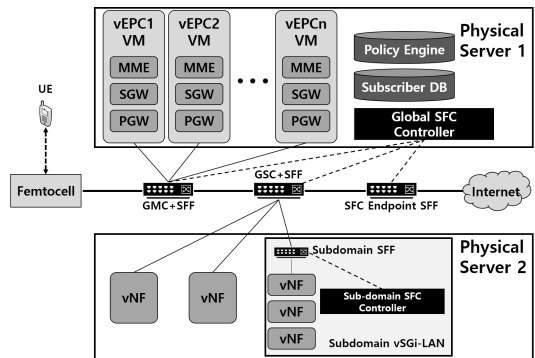 vEPC1
VM
MME
SGW
PGW
vEPC2
VM
MME
SGW
PGW
vEPCn
VM
MME
SGW
PGW
Physical
Server 1
Policy Engine
Subscriber DB
Global SFC
Controller
UE
Femtocell
GMC+SFF
GSC+SFF
SFC Endpoint SFF
Internet
Physical
Server 2
vNF
vNF
Subdomain SFF
vNF
vNF
vNF
Sub-domain SFC
Controller
Subdomain vSGi-LAN